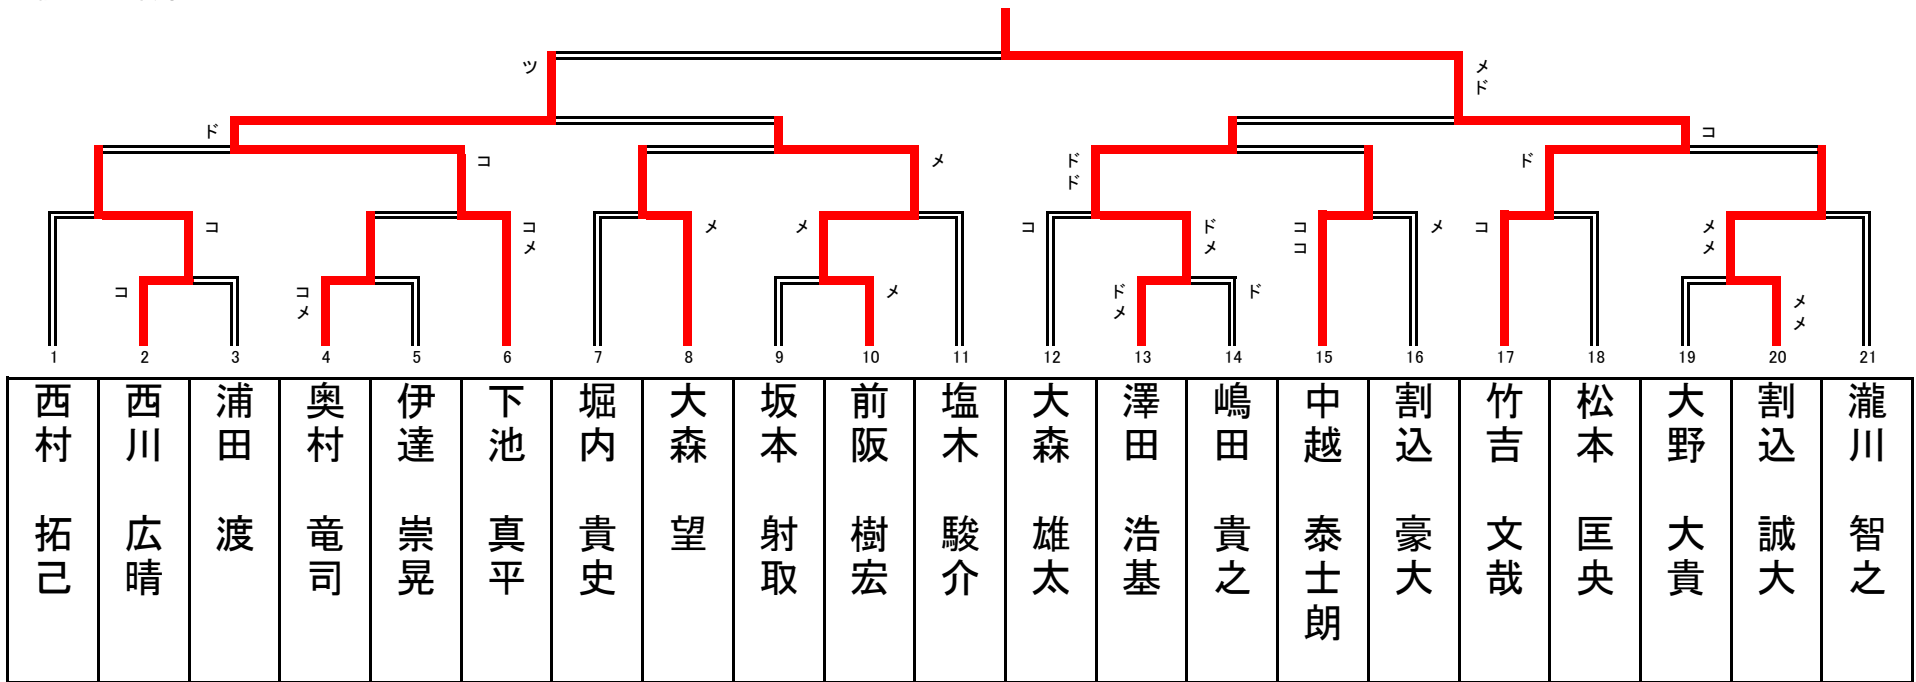 ツ
メ
ド
ド
コ
コ
メ
ド
ド
ド
コ
コ
メ
メ
メ
コ
ド
メ
コ
コ
メ
コ
メ
メ
コ
コ
メ
メ
ド
メ
ド
メ
メ
1 2 3 4 5 6 7 8 9 10 11 12 13 14 15 16 17 18 19 20 21
西村 拓己
西川 広晴
浦田 渡
奥村 竜司
伊達 崇晃
下池 真平
堀内 貴史
大森 望
坂本 射取
前阪 樹宏
塩木 駿介
大森 雄太
澤田 浩基
嶋田 貴之
中越 泰士朗
割込 豪大
竹吉 文哉
松本 匡央
大野 大貴
割込 誠大
瀧川 智之